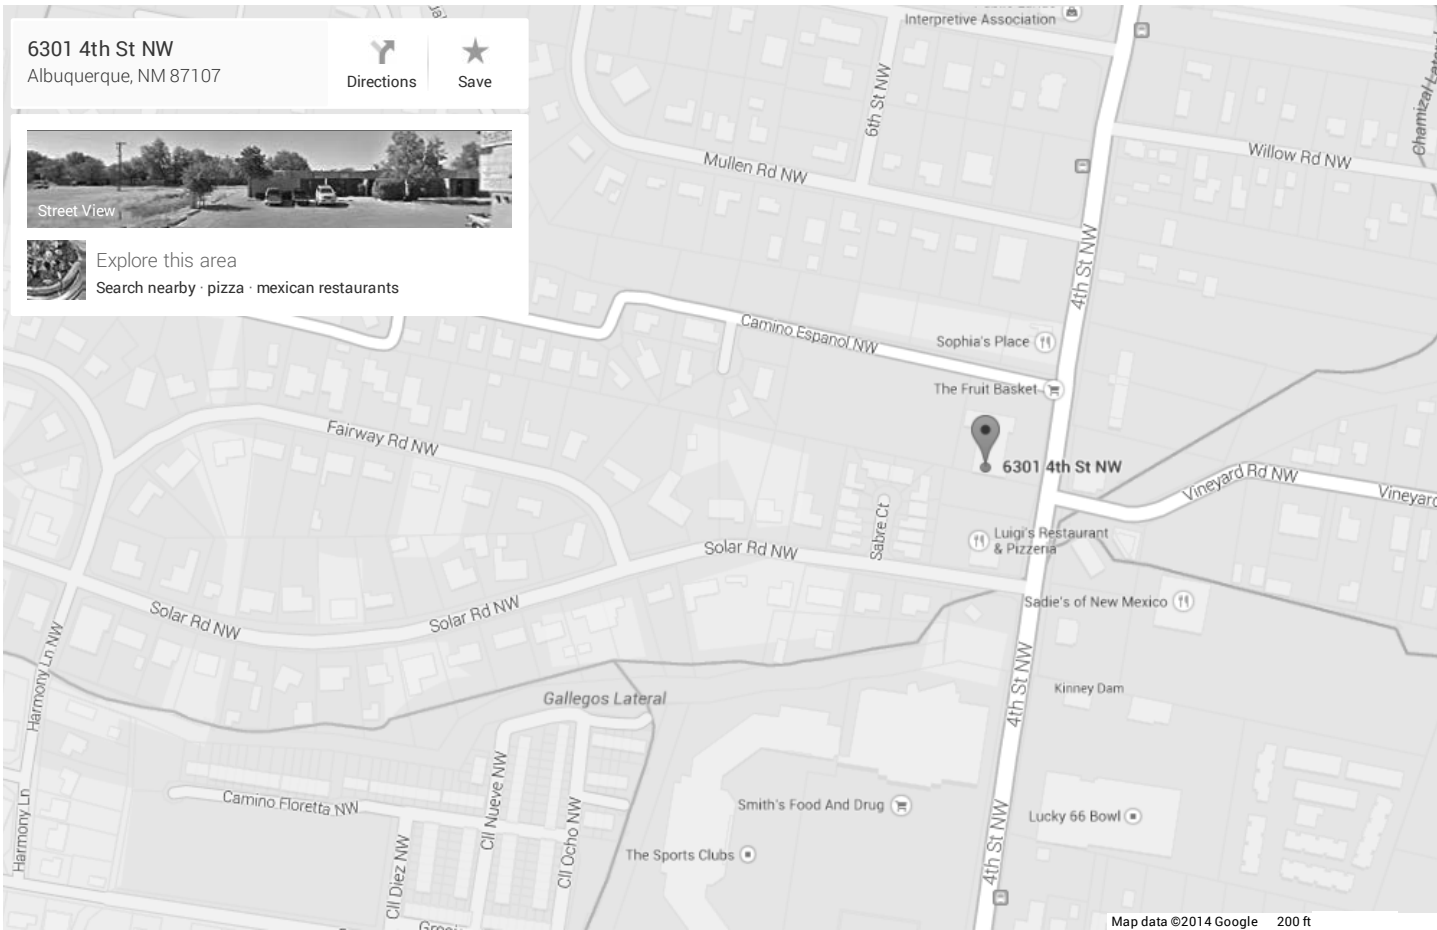 6301 4th St NW
Albuquerque, NM 87107
Directions
Save
Street View
Explore this area
Search nearby · pizza · mexican restaurants
Interpretive Association
6th St NW
Mullen Rd NW
Willow Rd NW
4th St NW
Camino Espanol NW
Sophia's Place
The Fruit Basket
6301 4th St NW
Fairway Rd NW
Vineyard Rd NW
Vineyard
Sabre Ct
Luigi's Restaurant
& Pizzeria
Solar Rd NW
Solar Rd NW
Solar Rd NW
Sadie's of New Mexico
Harmony Ln NW
Gallegos Lateral
4th St NW
Kinney Dam
Camino Floretta NW
Cll Nueve NW
Cll Ocho NW
Cll Diez NW
Harmony Ln
Smith's Food And Drug
Lucky 66 Bowl
The Sports Clubs
4th St NW
Map data ©2014 Google 200 ft